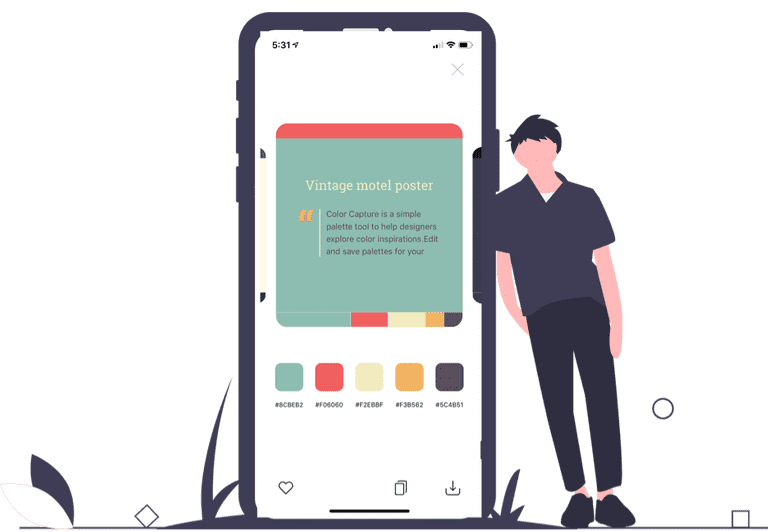 5:31
Vintage motel poster
“
Color Capture is a simple
palette tool to help designers
explore color inspirations.Edit
and save palettes for your
#8CBEB2 #F06060 #F2EBBF #F3B562 #5C4B51